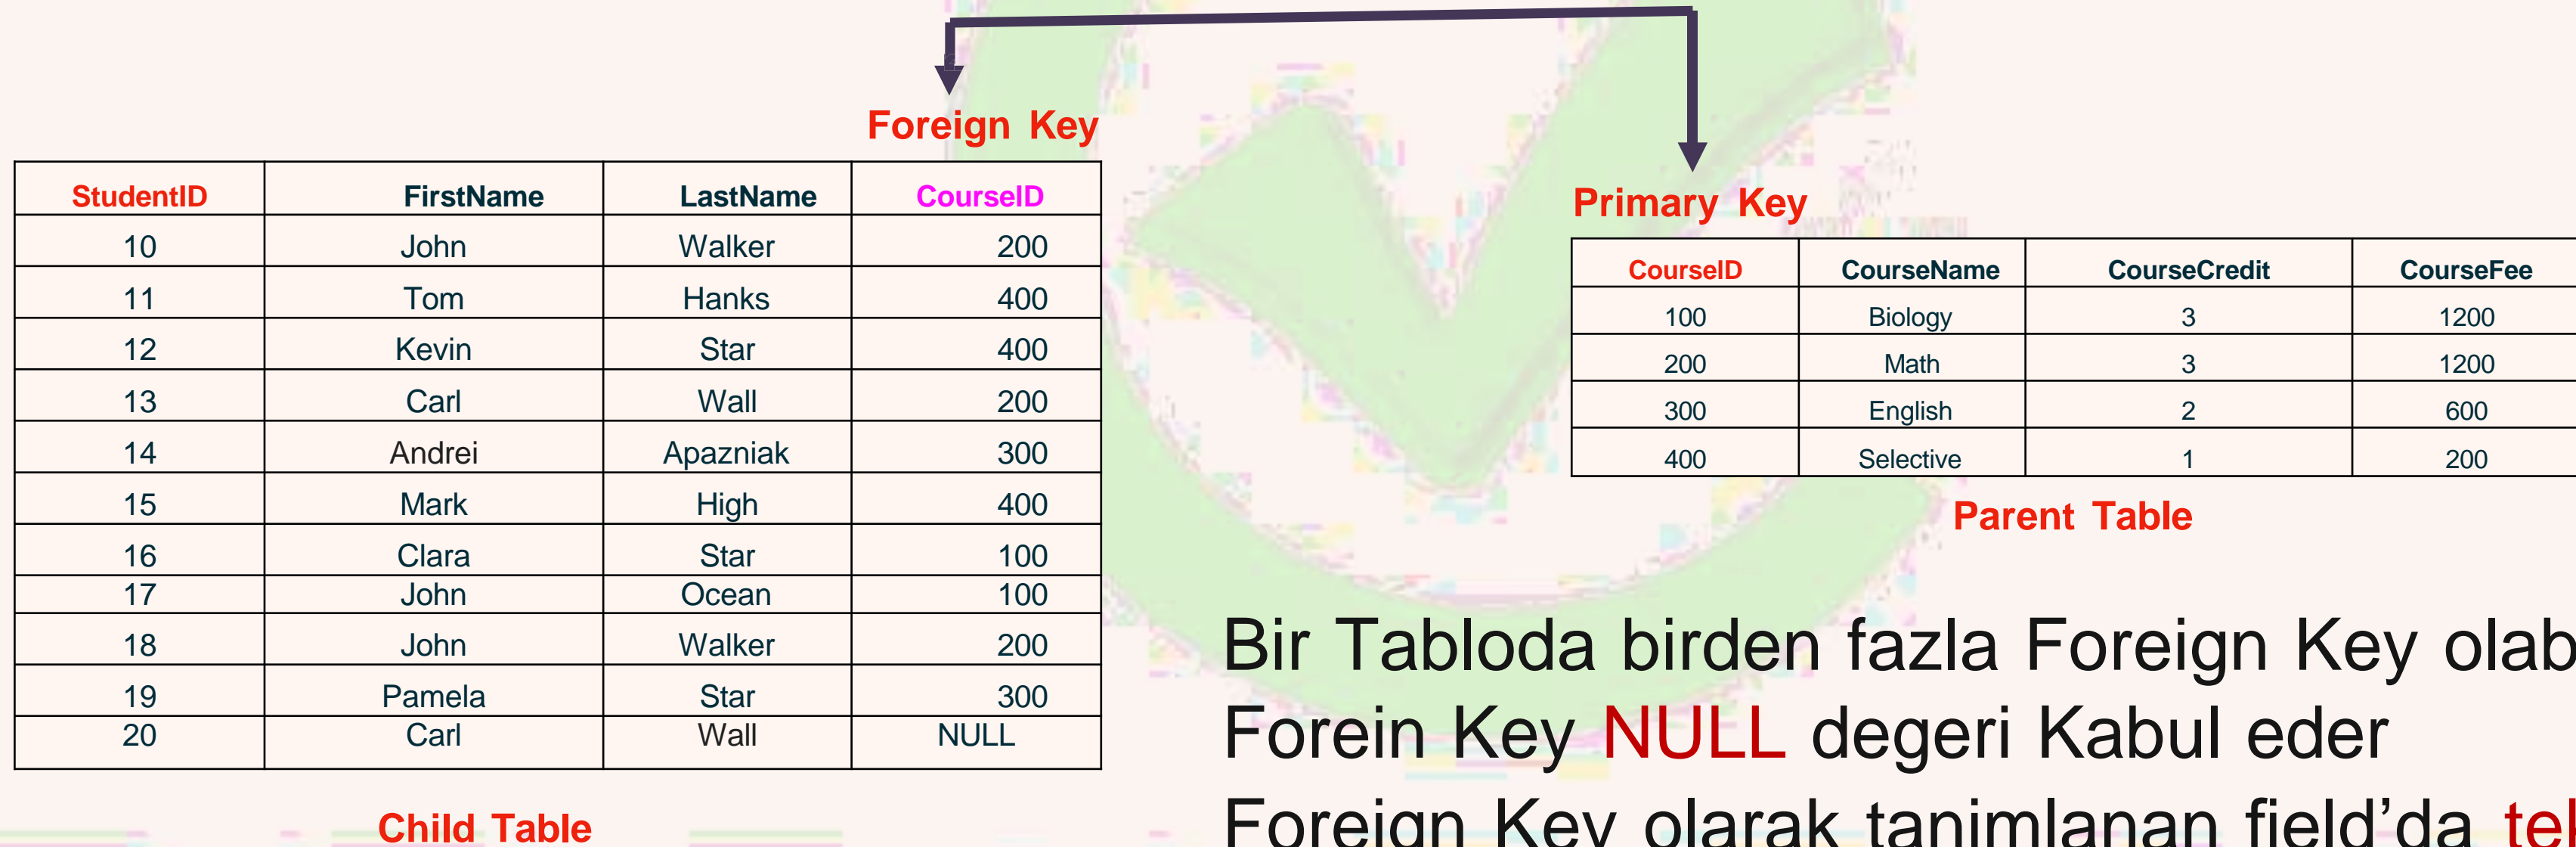 Foreign Key
StudentID FirstName LastName CourseID
10 John Walker 200
11 Tom Hanks 400
12 Kevin Star 400
13 Carl Wall 200
14 Andrei Apazniak 300
15 Mark High 400
16 Clara Star 100
17 John Ocean 100
18 John Walker 200
19 Pamela Star 300
20 Carl Wall NULL
Child Table
Primary Key
CourseID CourseName CourseCredit CourseFee
100 Biology 3 1200
200 Math 3 1200
300 English 2 600
400 Selective 1 200
Parent Table
Bir Tabloda birden fazla Foreign Key olab
Forein Key NULL degeri Kabul eder
Foreign Key olarak tanimlanan field'da